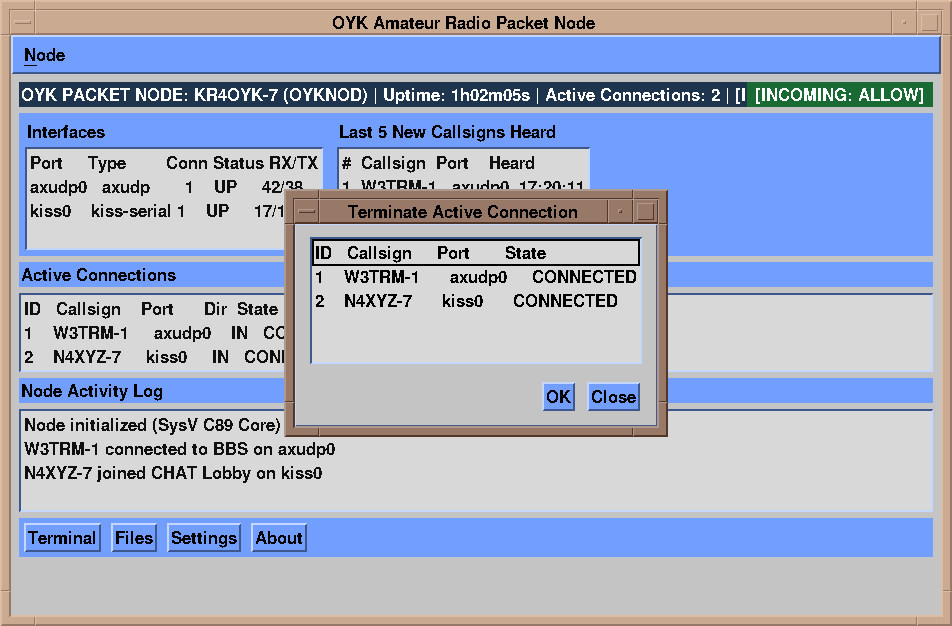 OYK Amateur Radio Packet Node
Node
OYK PACKET NODE: KR4OYK-7 (OYKNOD) | Uptime: 1h02m05s | Active Connections: 2 | [INCOMING: ALLOW]
Interfaces
Port Type Conn Status RX/TX
axudp0 axudp 1 UP 42/38
kiss0 kiss-serial 1 UP
Last 5 New Callsigns Heard
# Callsign Port Heard
1 W3TRM-1 axudp0 17:20:11
Active Connections
ID Callsign Port Dir State
1 W3TRM-1 axudp0 IN
2 N4XYZ-7 kiss0 IN
Terminate Active Connection
ID Callsign Port State
1 W3TRM-1 axudp0 CONNECTED
2 N4XYZ-7 kiss0 CONNECTED
OK Close
Node Activity Log
Node initialized (SysV C89 Core)
W3TRM-1 connected to BBS on axudp0
N4XYZ-7 joined CHAT Lobby on kiss0
Terminal Files Settings About